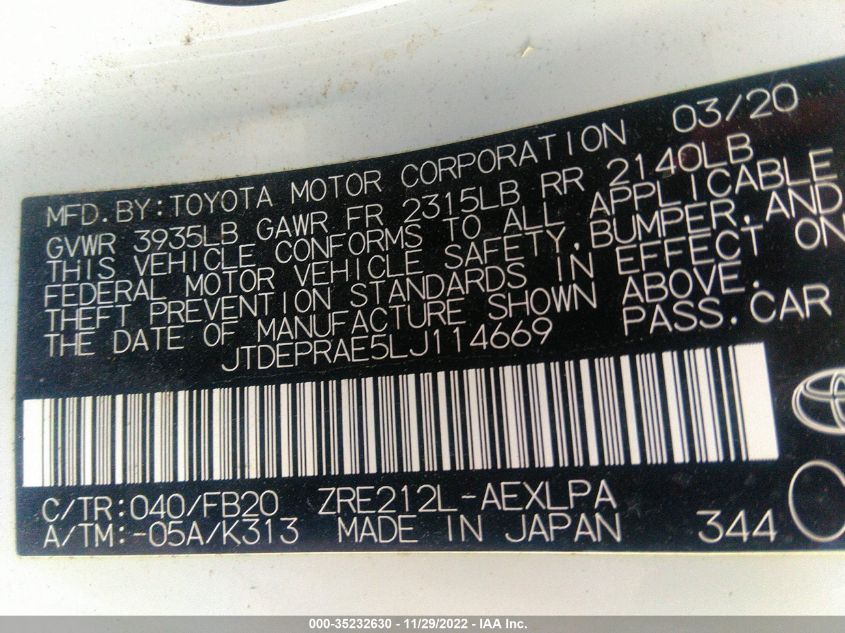 MFD. BY: TOYOTA MOTOR CORPORATION 03/20
GVWR 3935LB GAWR FR 2315LB RR 2140LB
THIS VEHICLE CONFORMS TO ALL APPLICABLE
FEDERAL MOTOR VEHICLE SAFETY, BUMPER, AND
THEFT PREVENTION STANDARDS IN EFFECT ON
THE DATE OF MANUFACTURE SHOWN ABOVE.
JTDEPRAE5LJ114669 PASS. CAR
C/TR: 040/FB20 ZRE212L-AEXLPA
A/TM: -05A/K313 MADE IN JAPAN 344
000-35232630 - 11/29/2022 - IAA Inc.